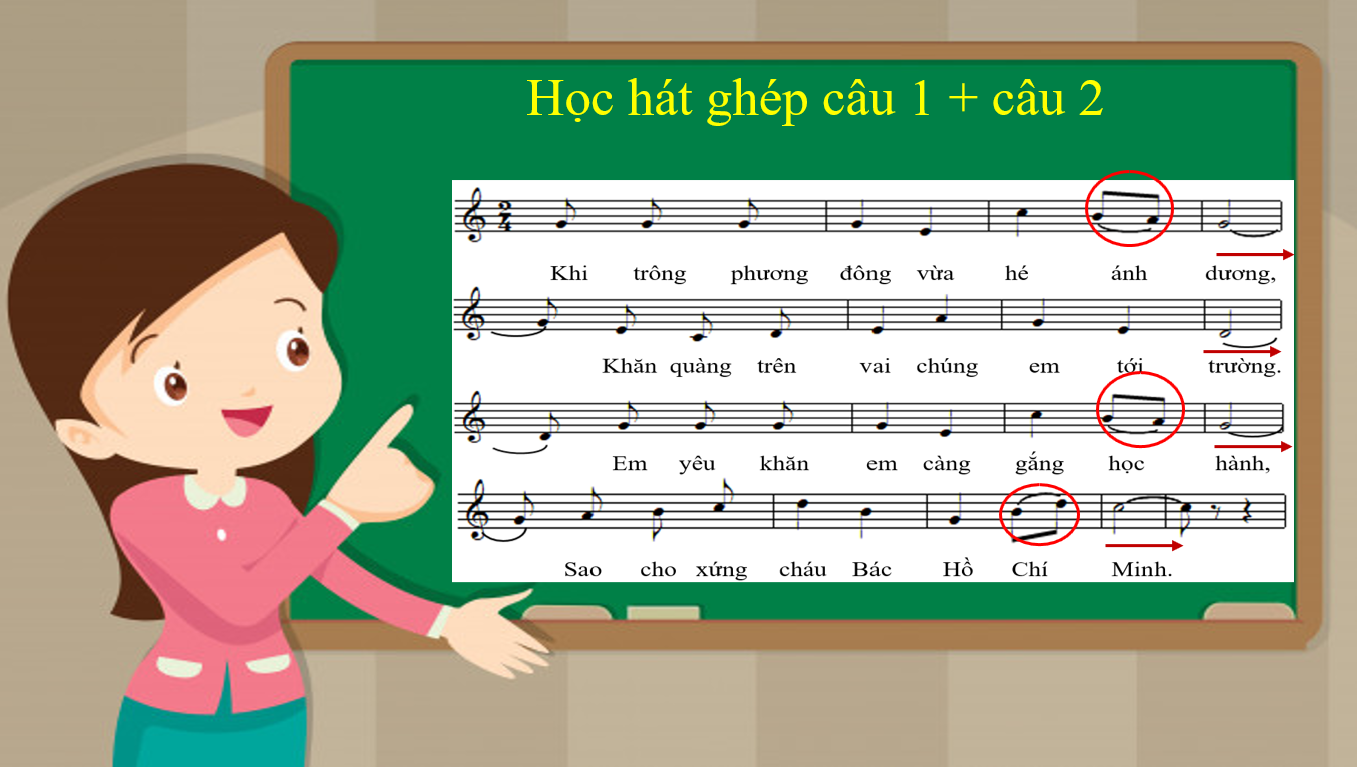 Học hát ghép câu 1 + câu 2
2
4
Khi trông phương đông vừa hé ánh dương,
Khăn quàng trên vai chúng em tới trường.
Em yêu khăn em càng gắng học hành,
Sao cho xứng cháu Bác Hồ Chí Minh.